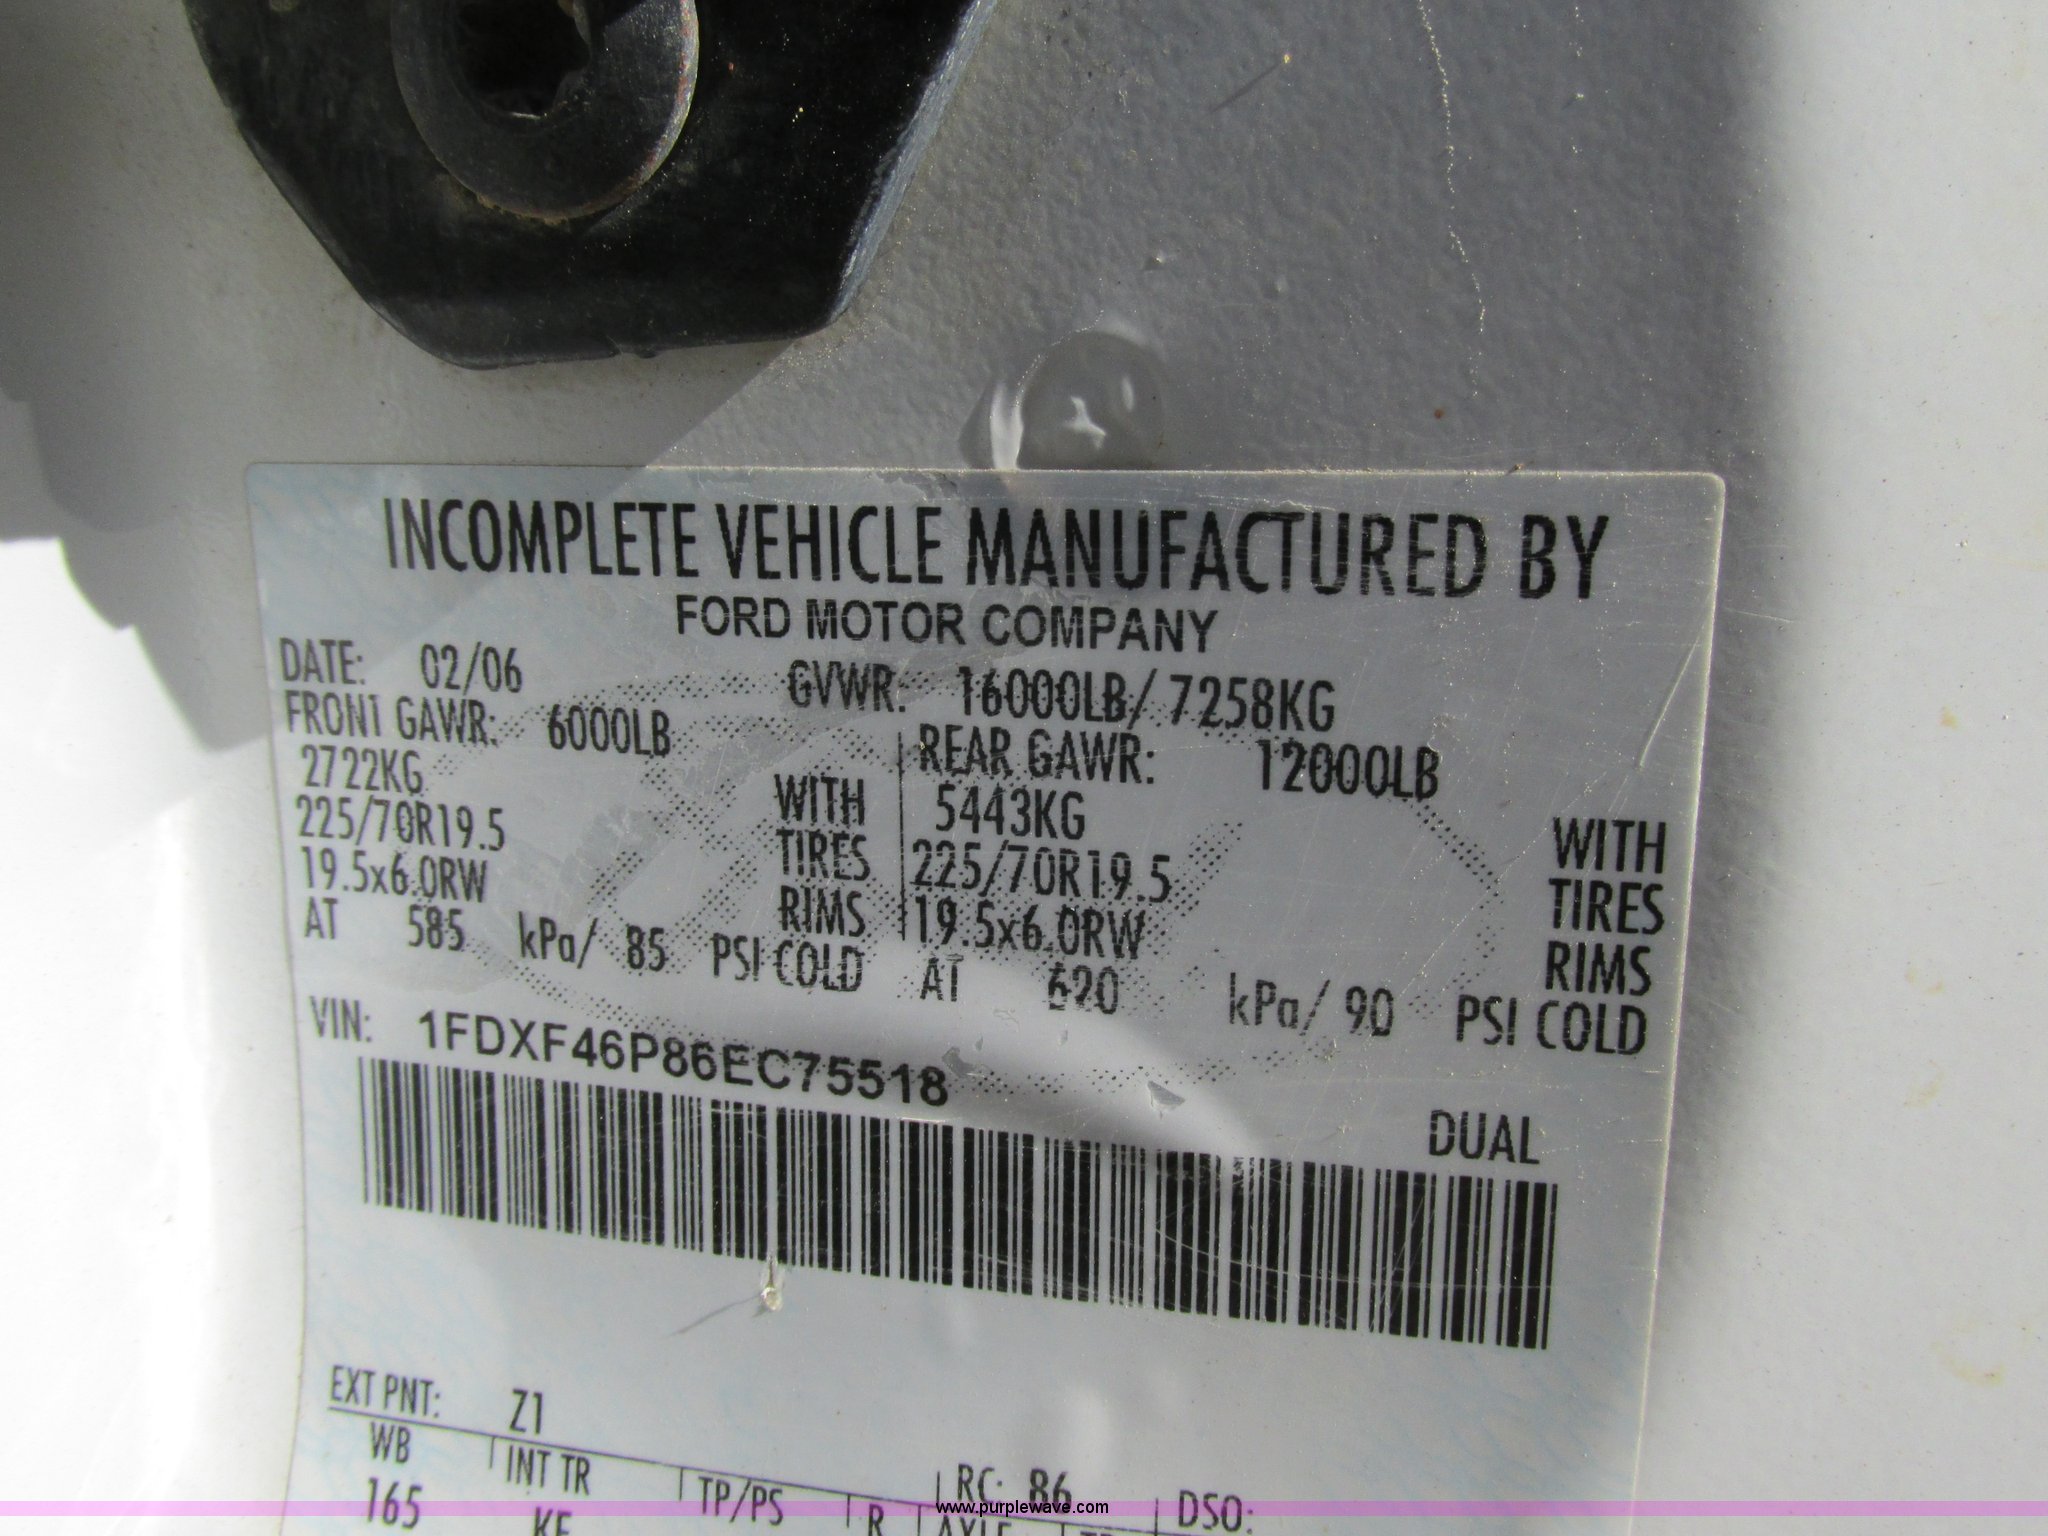 INCOMPLETE VEHICLE MANUFACTURED BY
FORD MOTOR COMPANY
DATE: 02/06 GVWR: 16000LB/ 7258KG
FRONT GAWR: 6000LB REAR GAWR: 12000LB
2722KG WITH 5443KG WITH
225/70R19.5 TIRES 225/70R19.5 TIRES
19.5x6.0RW RIMS 19.5x6.0RW RIMS
AT 585 kPa/ 85 PSI COLD AT 620 kPa/ 90 PSI COLD
VIN: 1FDXF46P86EC75518
DUAL
EXT PNT: Z1 RC: 86 DSO:
WB INT TR TP/PS R AXLE
165 KE
www.purplewave.com